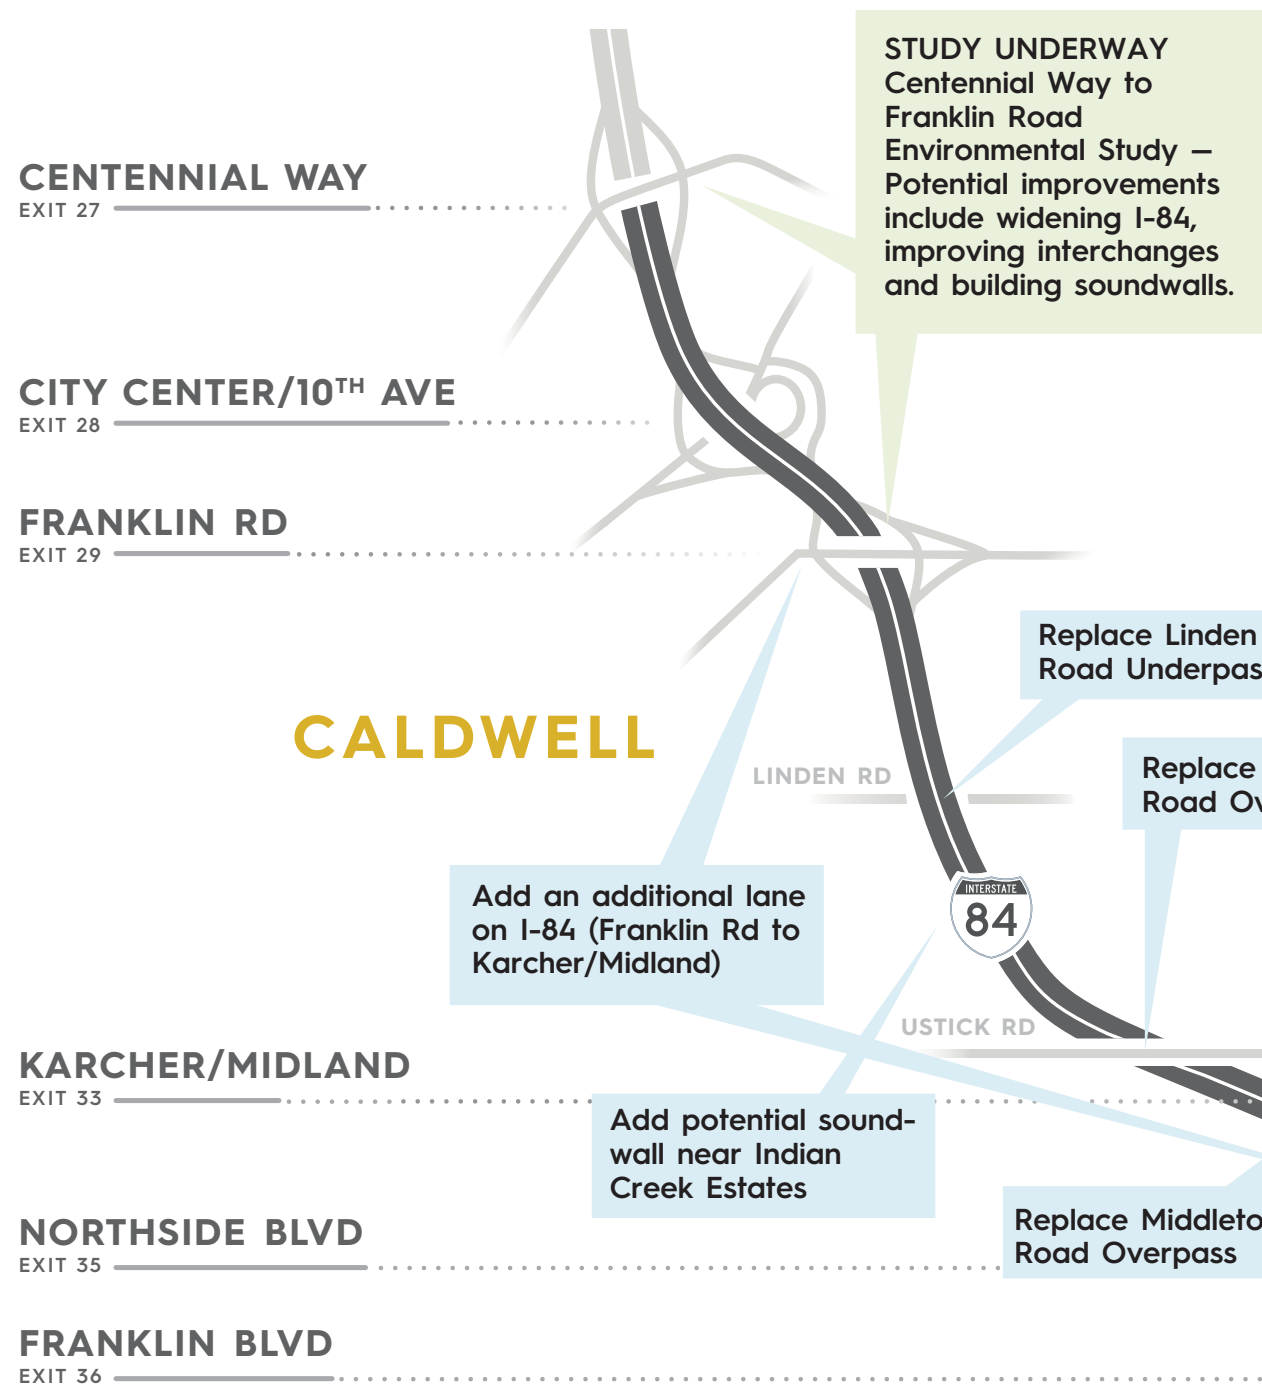 STUDY UNDERWAY
Centennial Way to
Franklin Road
Environmental Study –
Potential improvements
include widening I-84,
improving interchanges
and building soundwalls.
CENTENNIAL WAY
EXIT 27
CITY CENTER/10TH AVE
EXIT 28
FRANKLIN RD
EXIT 29
Replace Linden
Road Underpas
CALDWELL
LINDEN RD
Replace
Road Ov
Add an additional lane
on I-84 (Franklin Rd to
Karcher/Midland)
INTERSTATE
84
USTICK RD
KARCHER/MIDLAND
EXIT 33
Add potential sound-
wall near Indian
Creek Estates
Replace Middleto
Road Overpass
NORTHSIDE BLVD
EXIT 35
FRANKLIN BLVD
EXIT 36